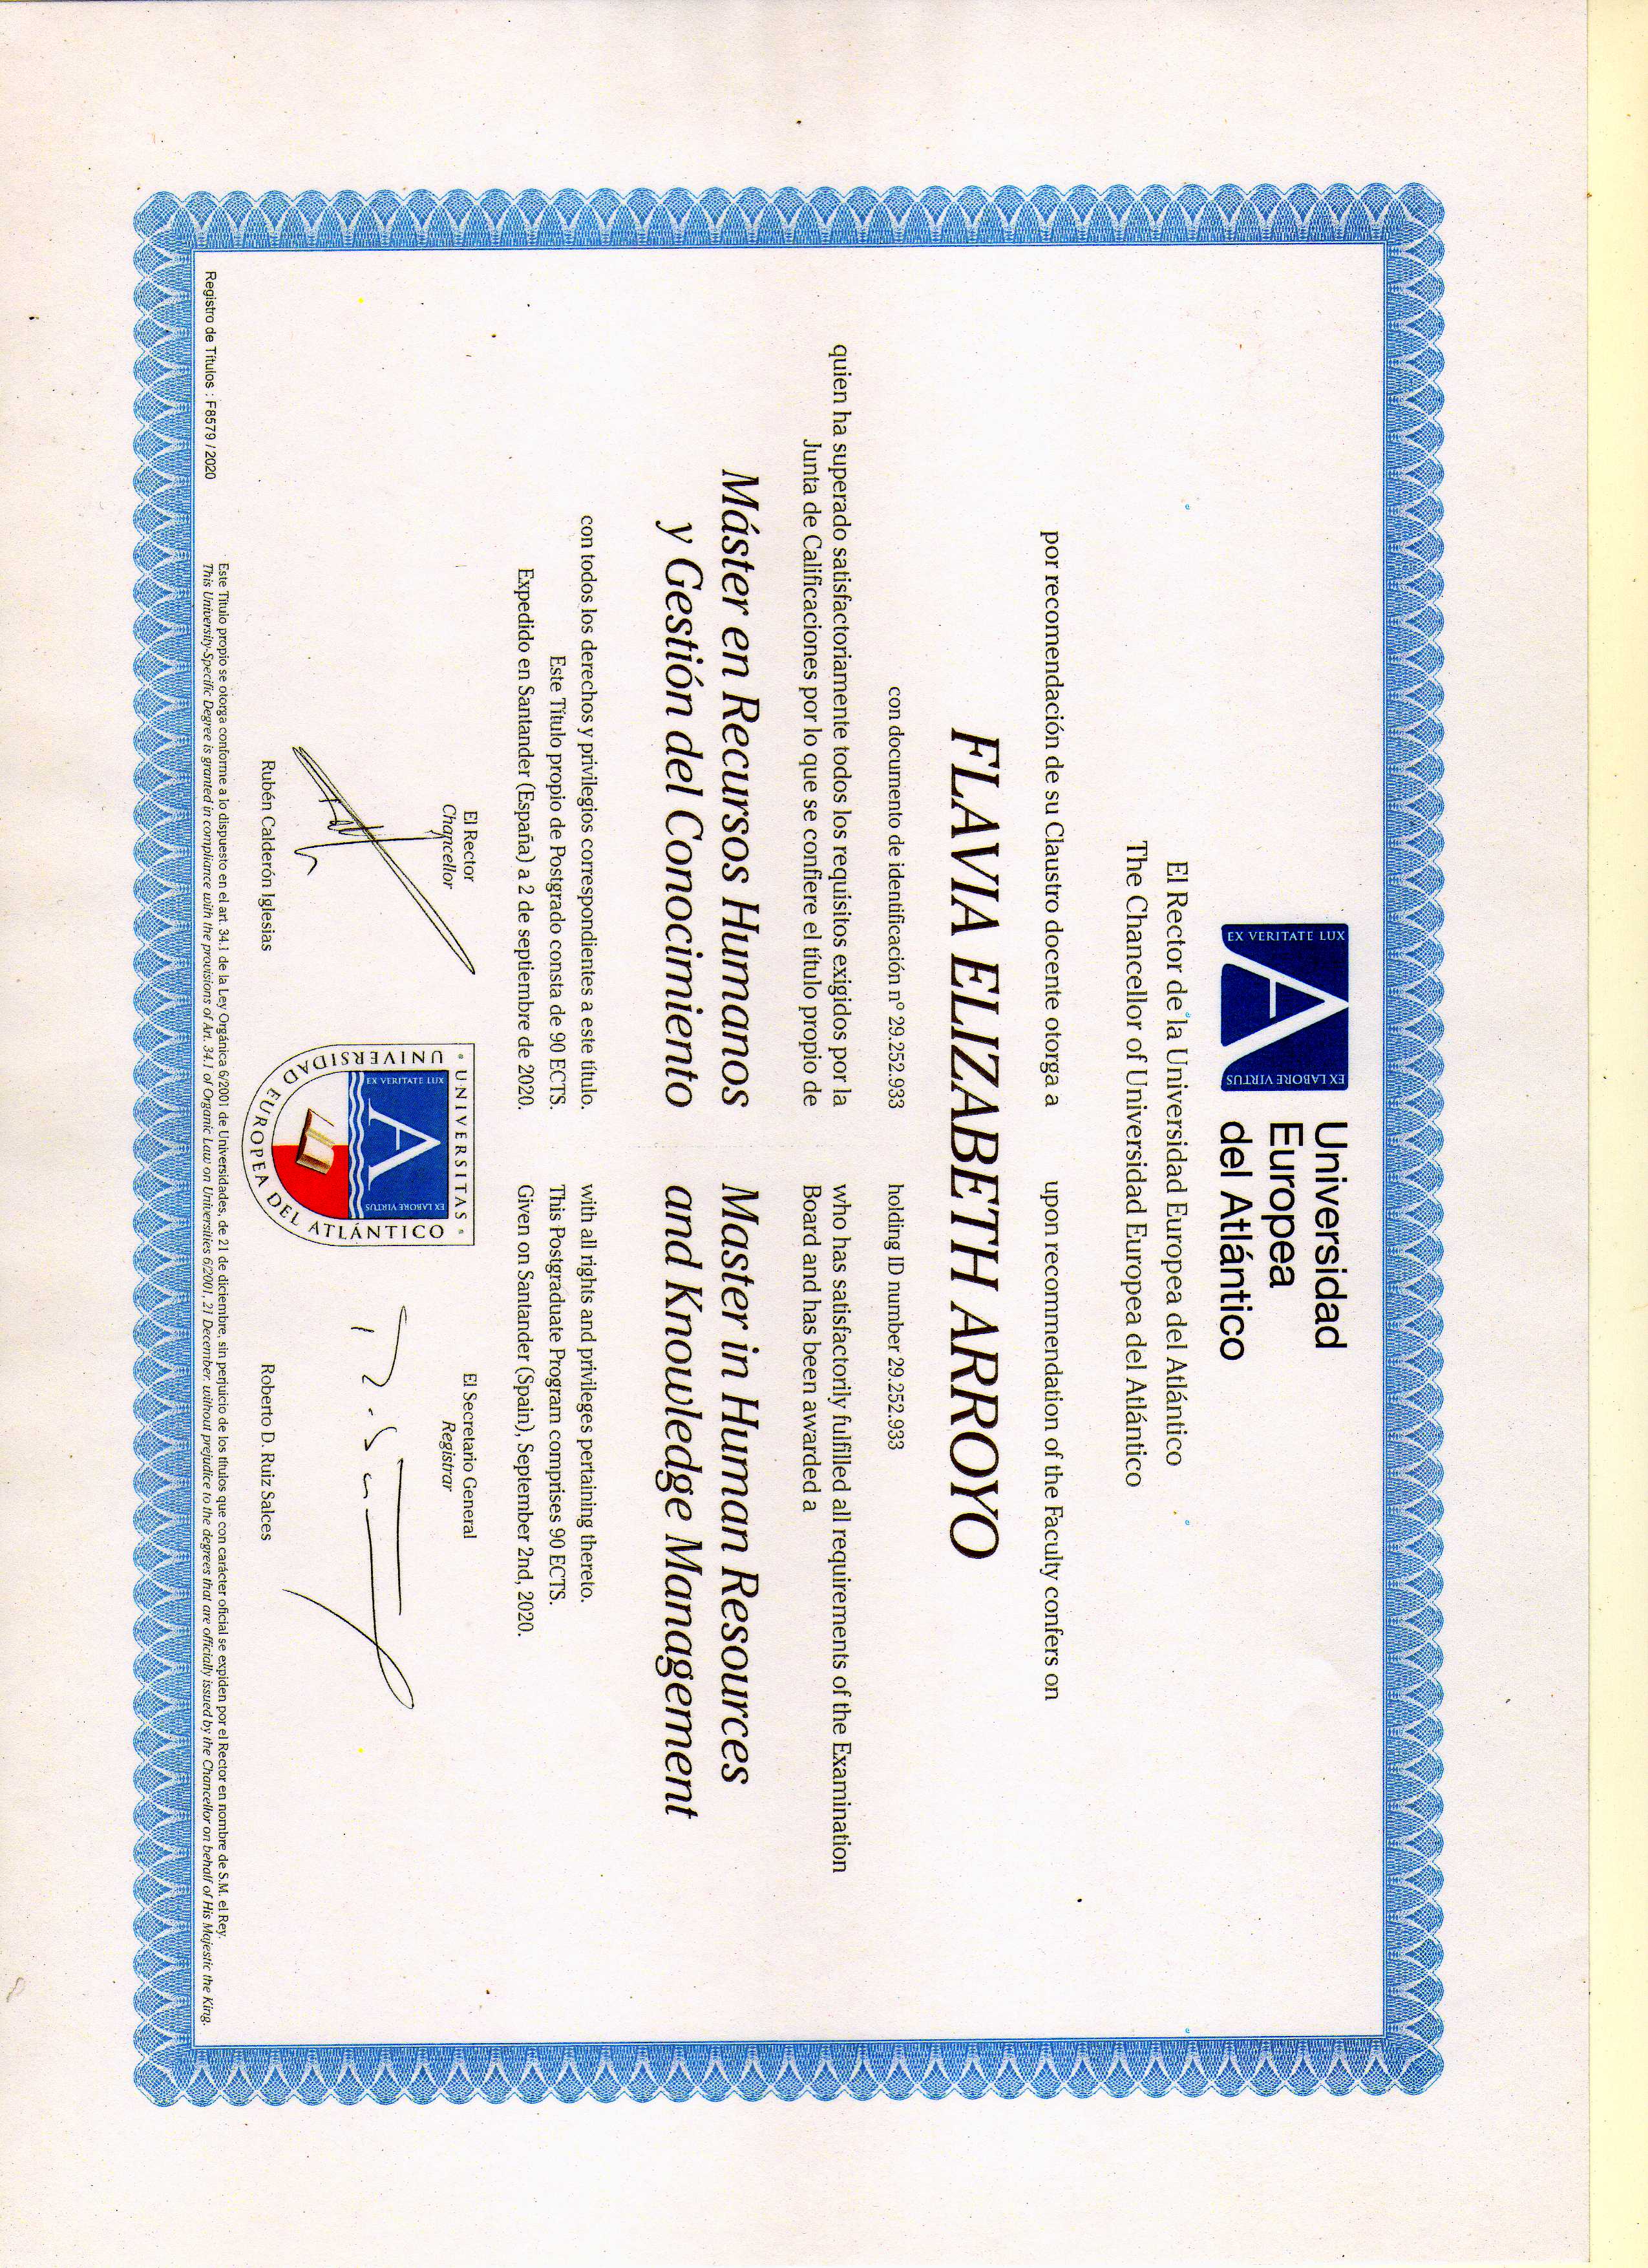 EX VERITATE LUX
EX LABORE VIRTUS
Universidad
Europea
del Atlántico
El Rector de la Universidad Europea del Atlántico
The Chancellor of Universidad Europea del Atlántico
por recomendación de su Claustro docente otorga a
upon recommendation of the Faculty confers on
FLAVIA ELIZABETH ARROYO
con documento de identificación nº 29.252.933
holding ID number 29.252.933
quien ha superado satisfactoriamente todos los requisitos exigidos por la
Junta de Calificaciones por lo que se confiere el título propio de
who has satisfactorily fulfilled all requirements of the Examination
Board and has been awarded a
Máster en Recursos Humanos
y Gestión del Conocimiento
Master in Human Resources
and Knowledge Management
con todos los derechos y privilegios correspondientes a este título.
Este Título propio de Postgrado consta de 90 ECTS.
Expedido en Santander (España) a 2 de septiembre de 2020.
with all rights and privileges pertaining thereto.
This Postgraduate Program comprises 90 ECTS.
Given on Santander (Spain), September 2nd, 2020.
El Rector
Chancellor
Rubén Calderón Iglesias
UNIVERSITAS
UNIVERSIDAD EUROPEA DEL ATLÁNTICO
EX VERITATE LUX
EX LABORE VIRTUS
El Secretario General
Registrar
Roberto D. Ruiz Salces
Registro de Títulos : F8579 / 2020
Este Título propio se otorga conforme a lo dispuesto en el art. 34.1 de la Ley Orgánica 6/2001 de Universidades, de 21 de diciembre, sin perjuicio de los títulos que con carácter oficial se expiden por el Rector en nombre de S.M. el Rey.
This University-Specific Degree is granted in compliance with the provisions of Art. 34.1 of Organic Law on Universities 6/2001, 21 December, without prejudice to the degrees that are officially issued by the Chancellor on behalf of His Majestic the King.